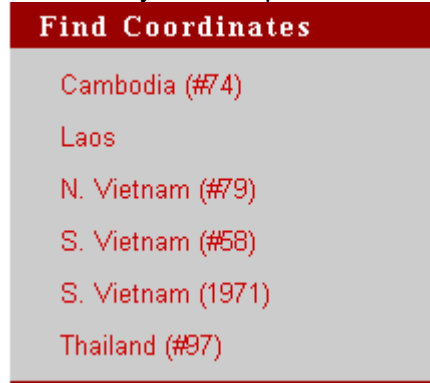 Find Coordinates
Cambodia (#74)
Laos
N. Vietnam (#79)
S. Vietnam (#58)
S. Vietnam (1971)
Thailand (#97)